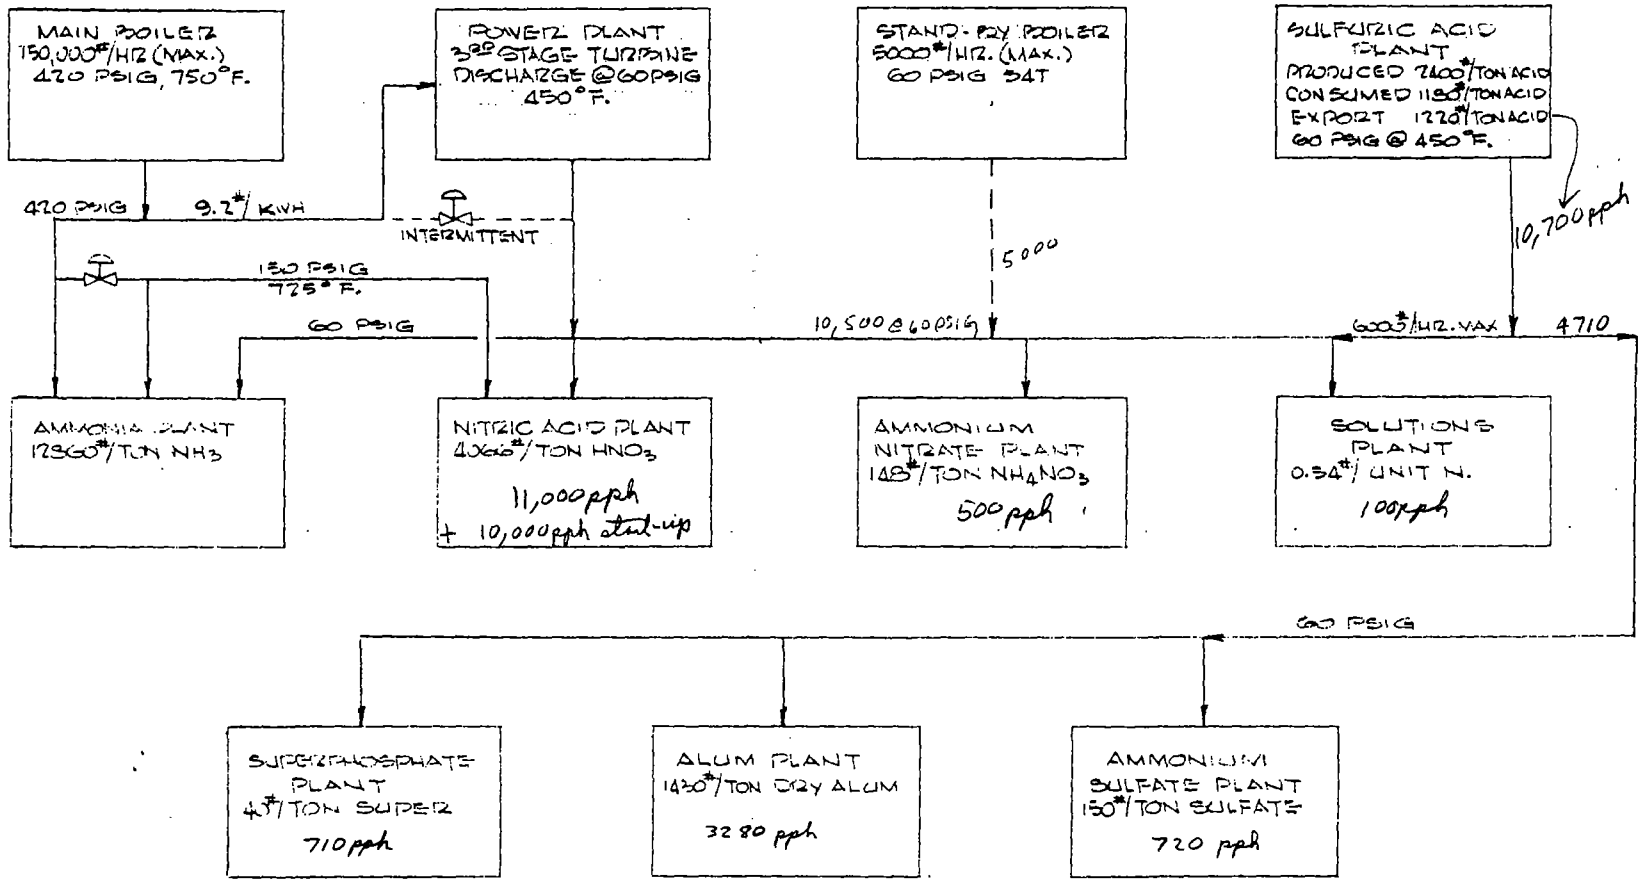 MAIN BOILER
150,000#/HR (MAX.)
420 PSIG, 750°F.
POWER PLANT
3RD STAGE TURBINE
DISCHARGE @ 60 PSIG
450°F.
STAND-BY BOILER
5000#/HR. (MAX.)
60 PSIG SAT
SULFURIC ACID
PLANT
PRODUCED 2400#/TON ACID
CONSUMED 1180#/TON ACID
EXPORT 1220#/TON ACID
60 PSIG @ 450°F.
10,700 pph
420 PSIG
9.2#/KWH
INTERMITTENT
5000
150 PSIG
725°F.
60 PSIG
10,500 @ 60 PSIG
6000#/HR. MAX
4710
AMMONIA PLANT
12860#/TON NH3
NITRIC ACID PLANT
4066#/TON HNO3
11,000 pph
+ 10,000 pph start-up
AMMONIUM
NITRATE PLANT
148#/TON NH4NO3
500 pph
SOLUTIONS
PLANT
0.54#/UNIT N.
100 pph
60 PSIG
SUPERPHOSPHATE
PLANT
40#/TON SUPER
710 pph
ALUM PLANT
1430#/TON DRY ALUM
3280 pph
AMMONIUM
SULFATE PLANT
150#/TON SULFATE
720 pph